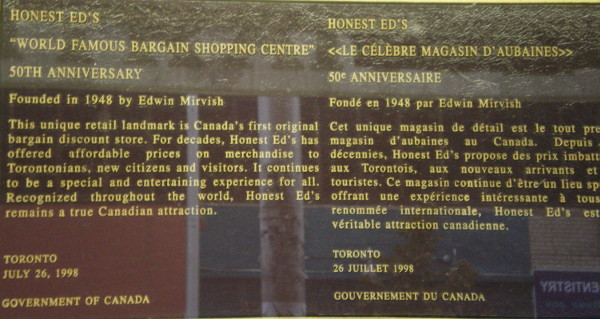 HONEST ED'S
"WORLD FAMOUS BARGAIN SHOPPING CENTRE"
50TH ANNIVERSARY
Founded in 1948 by Edwin Mirvish
This unique retail landmark is Canada's first original
bargain discount store. For decades, Honest Ed's has
offered affordable prices on merchandise to
Torontonians, new citizens and visitors. It continues
to be a special and entertaining experience for all.
Recognized throughout the world, Honest Ed's
remains a true Canadian attraction.
TORONTO
JULY 26, 1998
GOVERNMENT OF CANADA
HONEST ED'S
<<LE CÉLÈBRE MAGASIN D'AUBAINES>>
50e ANNIVERSAIRE
Fondé en 1948 par Edwin Mirvish
Cet unique magasin de détail est le tout pre
magasin d'aubaines au Canada. Depuis
décennies, Honest Ed's propose des prix imbatt
aux Torontois, aux nouveaux arrivants et
touristes. Ce magasin continue d'être un lieu sp
offrant une expérience intéressante à tous
renommée internationale, Honest Ed's est
véritable attraction canadienne.
TORONTO
26 JUILLET 1998
GOUVERNEMENT DU CANADA
ENTISTRY